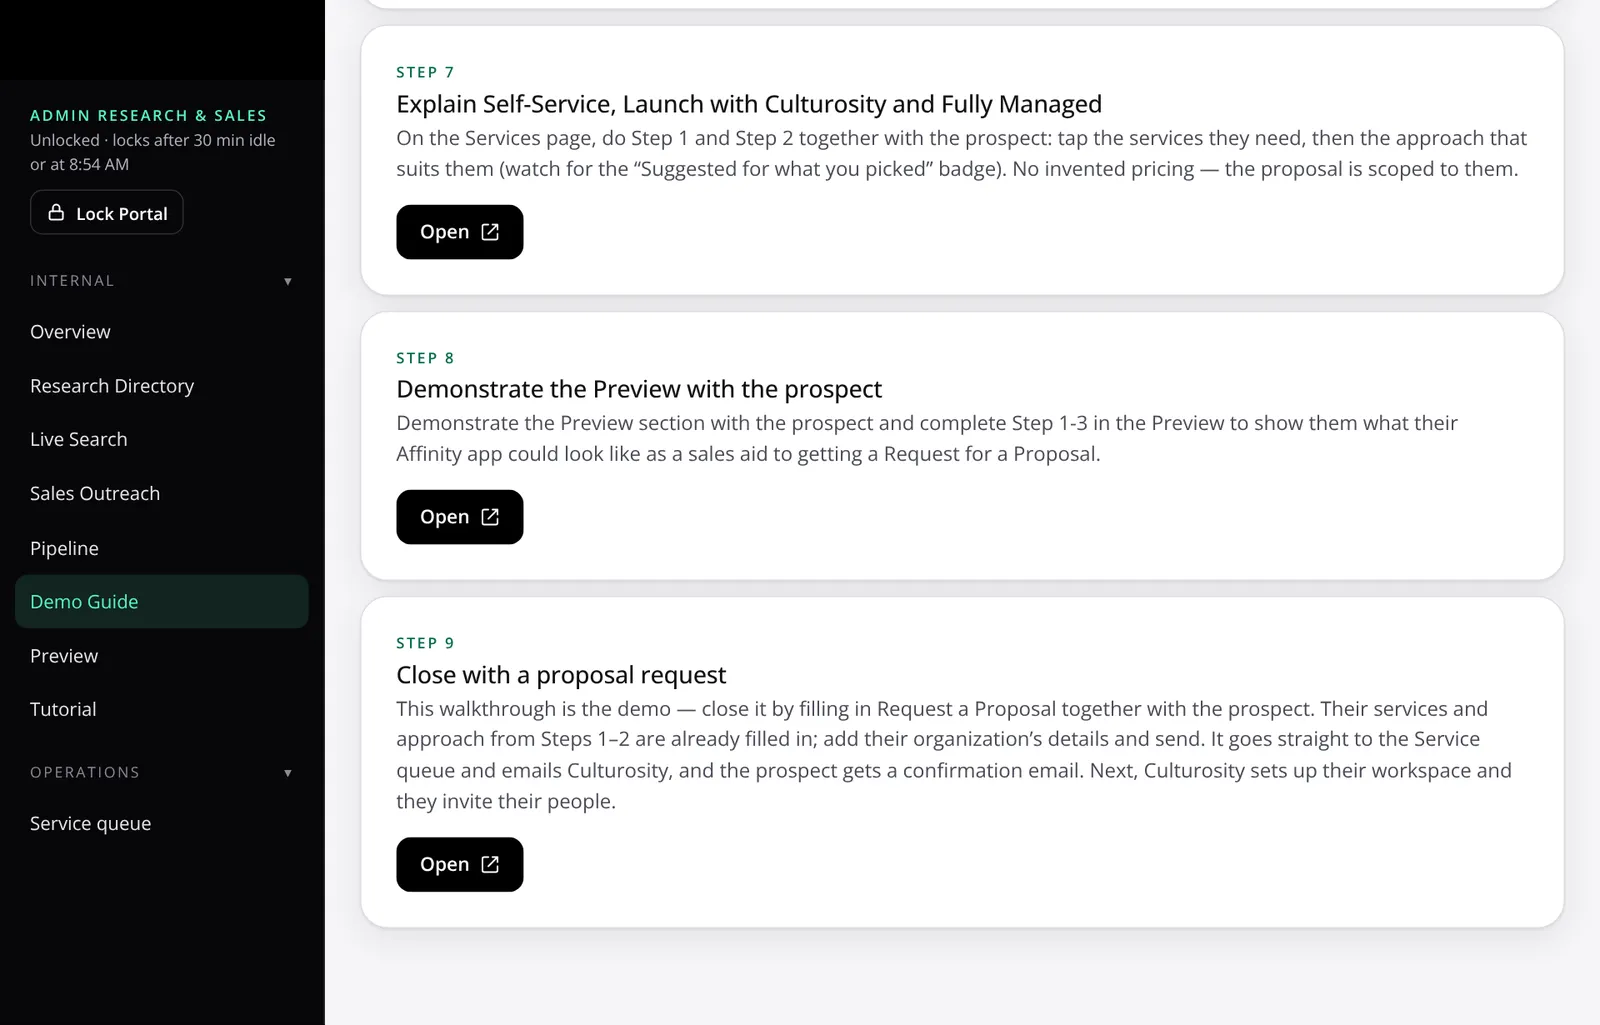 ADMIN RESEARCH & SALES
Unlocked · locks after 30 min idle
or at 8:54 AM
Lock Portal
INTERNAL ▼
Overview
Research Directory
Live Search
Sales Outreach
Pipeline
Demo Guide
Preview
Tutorial
OPERATIONS ▼
Service queue
STEP 7
Explain Self-Service, Launch with Culturosity and Fully Managed
On the Services page, do Step 1 and Step 2 together with the prospect: tap the services they need, then the approach that
suits them (watch for the “Suggested for what you picked” badge). No invented pricing — the proposal is scoped to them.
Open
STEP 8
Demonstrate the Preview with the prospect
Demonstrate the Preview section with the prospect and complete Step 1-3 in the Preview to show them what their
Affinity app could look like as a sales aid to getting a Request for a Proposal.
Open
STEP 9
Close with a proposal request
This walkthrough is the demo — close it by filling in Request a Proposal together with the prospect. Their services and
approach from Steps 1–2 are already filled in; add their organization’s details and send. It goes straight to the Service
queue and emails Culturosity, and the prospect gets a confirmation email. Next, Culturosity sets up their workspace and
they invite their people.
Open